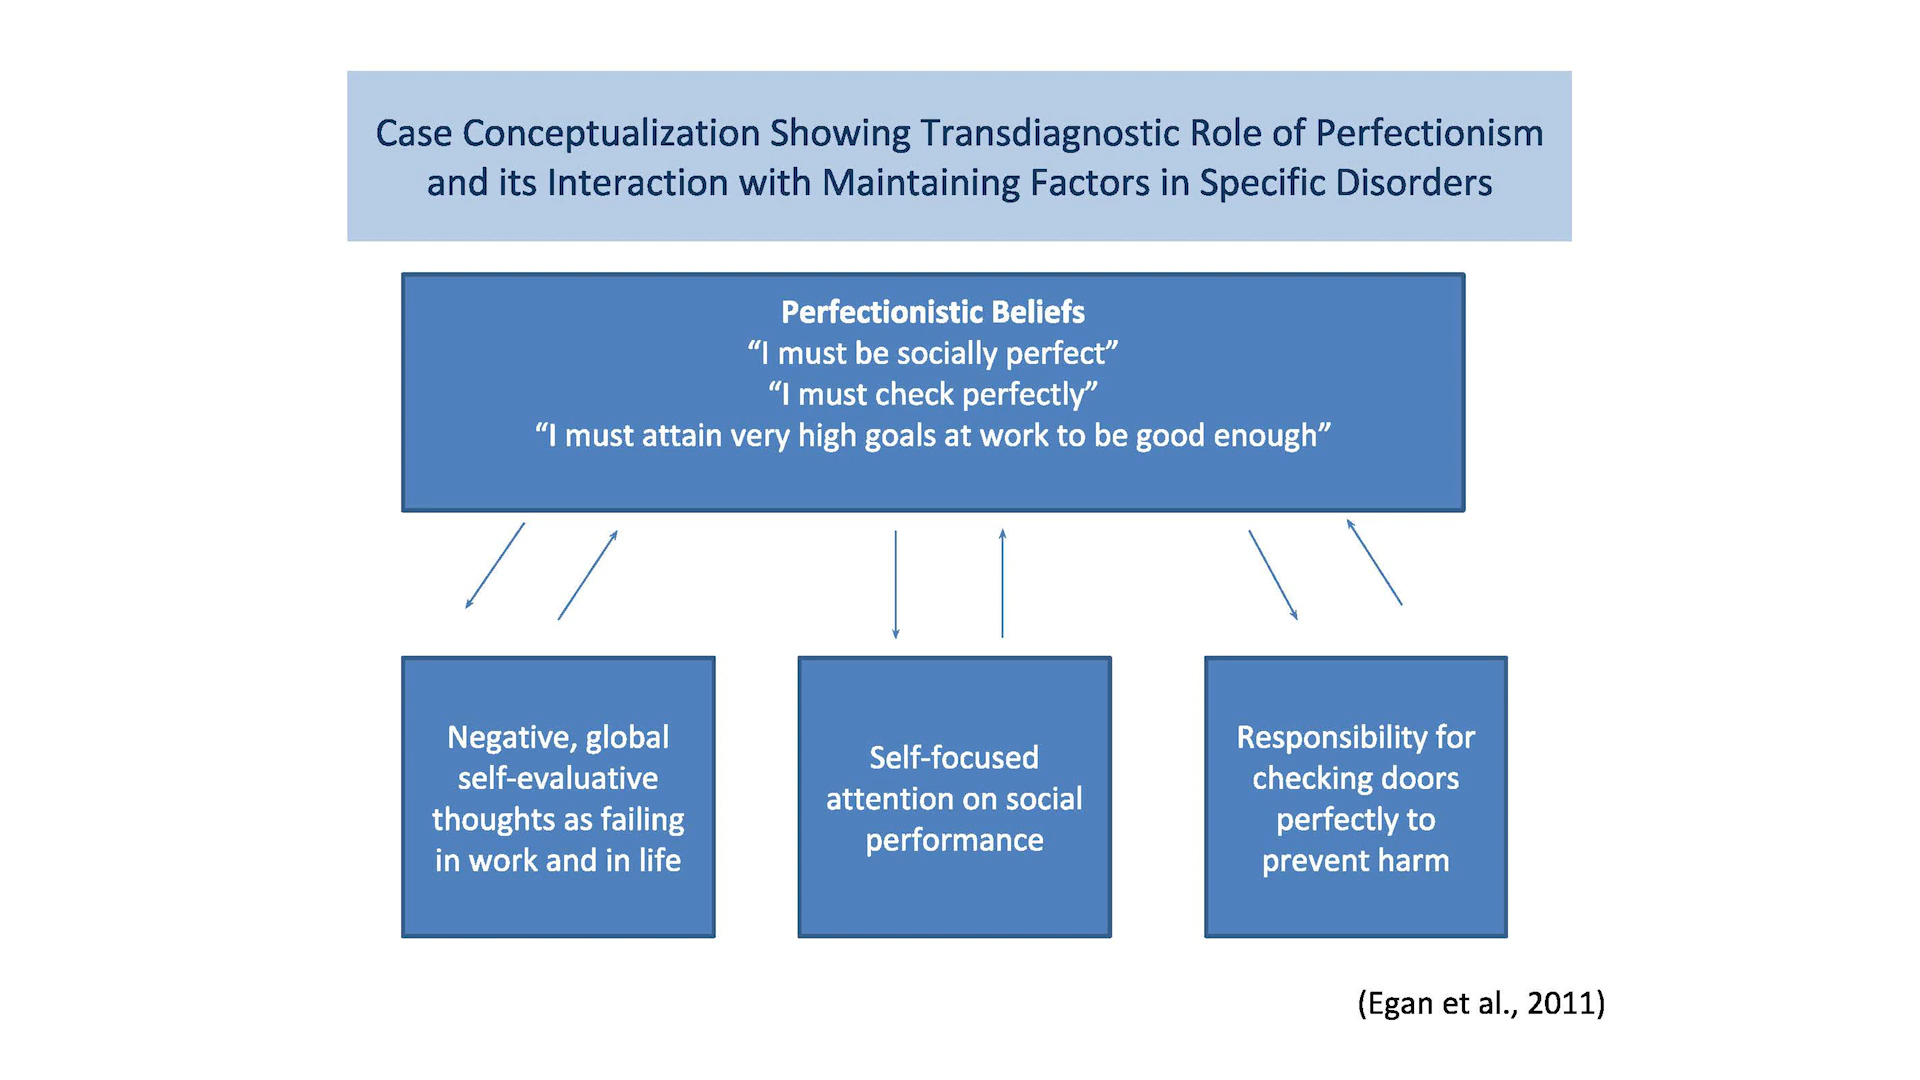 Case Conceptualization Showing Transdiagnostic Role of Perfectionism
and its Interaction with Maintaining Factors in Specific Disorders
Perfectionistic Beliefs
“I must be socially perfect”
“I must check perfectly”
“I must attain very high goals at work to be good enough”
Negative, global
self-evaluative
thoughts as failing
in work and in life
Self-focused
attention on social
performance
Responsibility for
checking doors
perfectly to
prevent harm
(Egan et al., 2011)